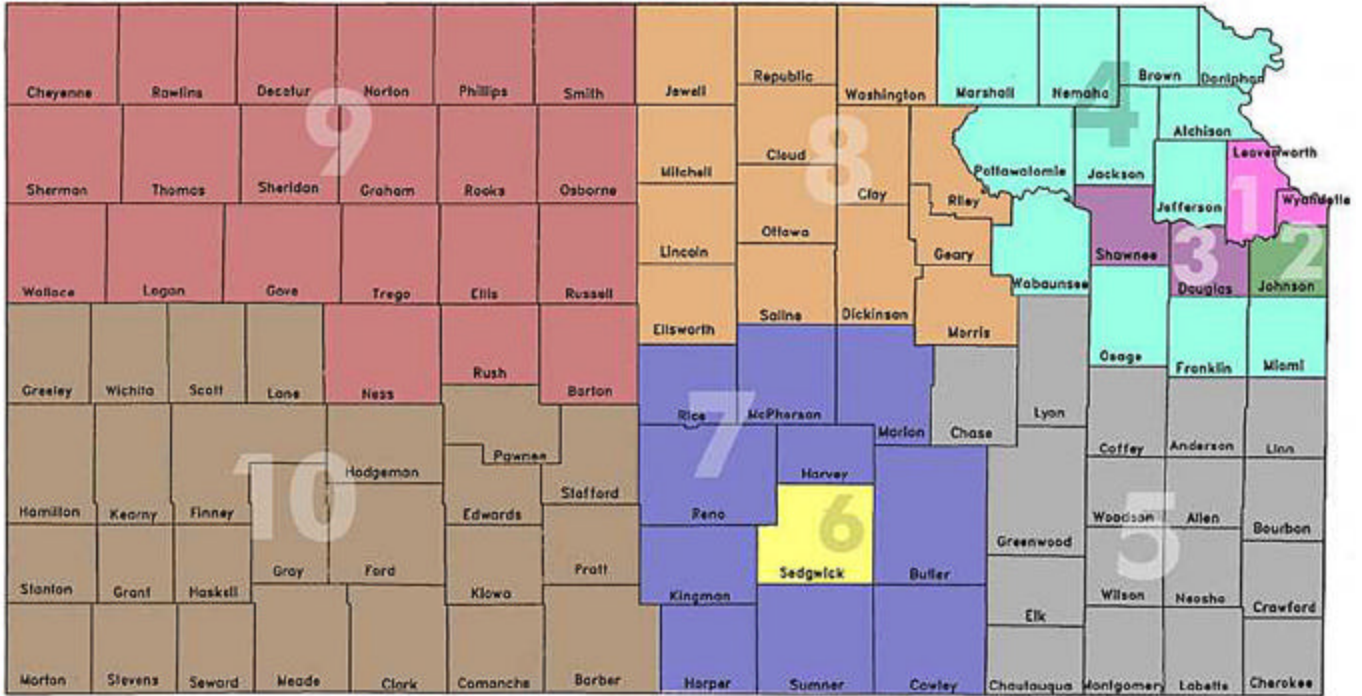 Cheyenne Rawlins Decatur Norton Phillips Smith Jewell Republic Washington Marshall Nemaha Brown Doniphan
9 8 4
Sherman Thomas Sheridan Graham Rooks Osborne Mitchell Cloud Clay Riley Pottawatomie Jackson Atchison Jefferson Leavenworth Wyandotte
1
Wallace Logan Gove Trego Ellis Russell Lincoln Ottawa Geary Wabaunsee Shawnee Douglas Johnson
3 2
Greeley Wichita Scott Lane Ness Rush Barton Ellsworth Saline Dickinson Morris Osage Franklin Miami
Rice McPherson Marion Chase Lyon Coffey Anderson Linn
7
Hamilton Kearny Finney Hodgeman Pawnee Stafford Edwards Reno Harvey Greenwood Woodson Allen Bourbon
10 6 5
Stanton Grant Haskell Gray Ford Kiowa Pratt Kingman Sedgwick Butler Elk Wilson Neosho Crawford
Morton Stevens Seward Meade Clark Comanche Barber Harper Sumner Cowley Chautauqua Montgomery Labette Cherokee